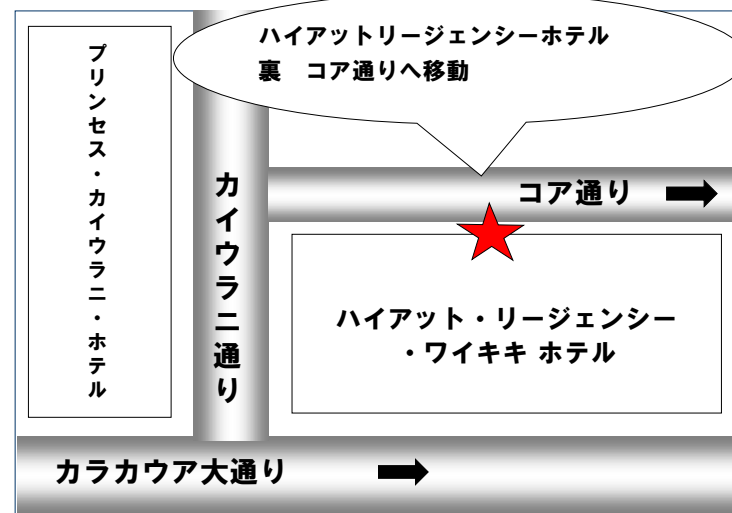 ハイアットリージェンシーホテル
裏　コア通りへ移動
プリンセス・カイウラニ・ホテル
カイウラニ通り
コア通り
ハイアット・リージェンシー
・ワイキキ ホテル
カラカウア大通り